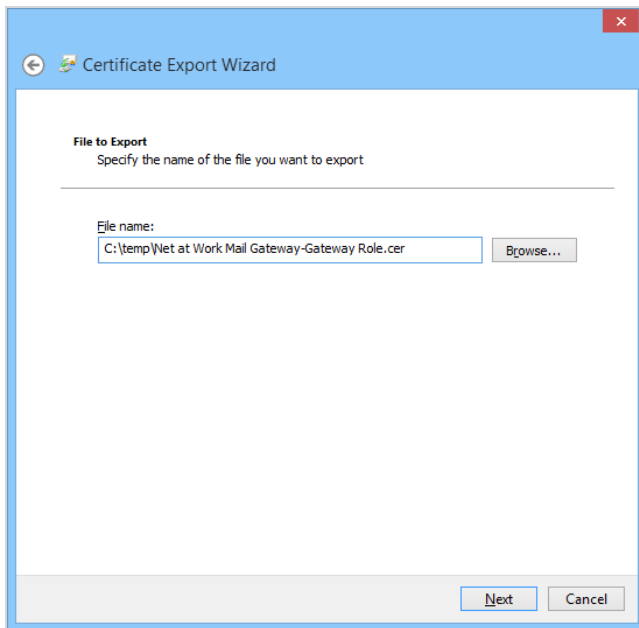 Certificate Export Wizard
File to Export
Specify the name of the file you want to export
File name:
C:\temp\Net at Work Mail Gateway-Gateway Role.cer
Browse...
Next
Cancel